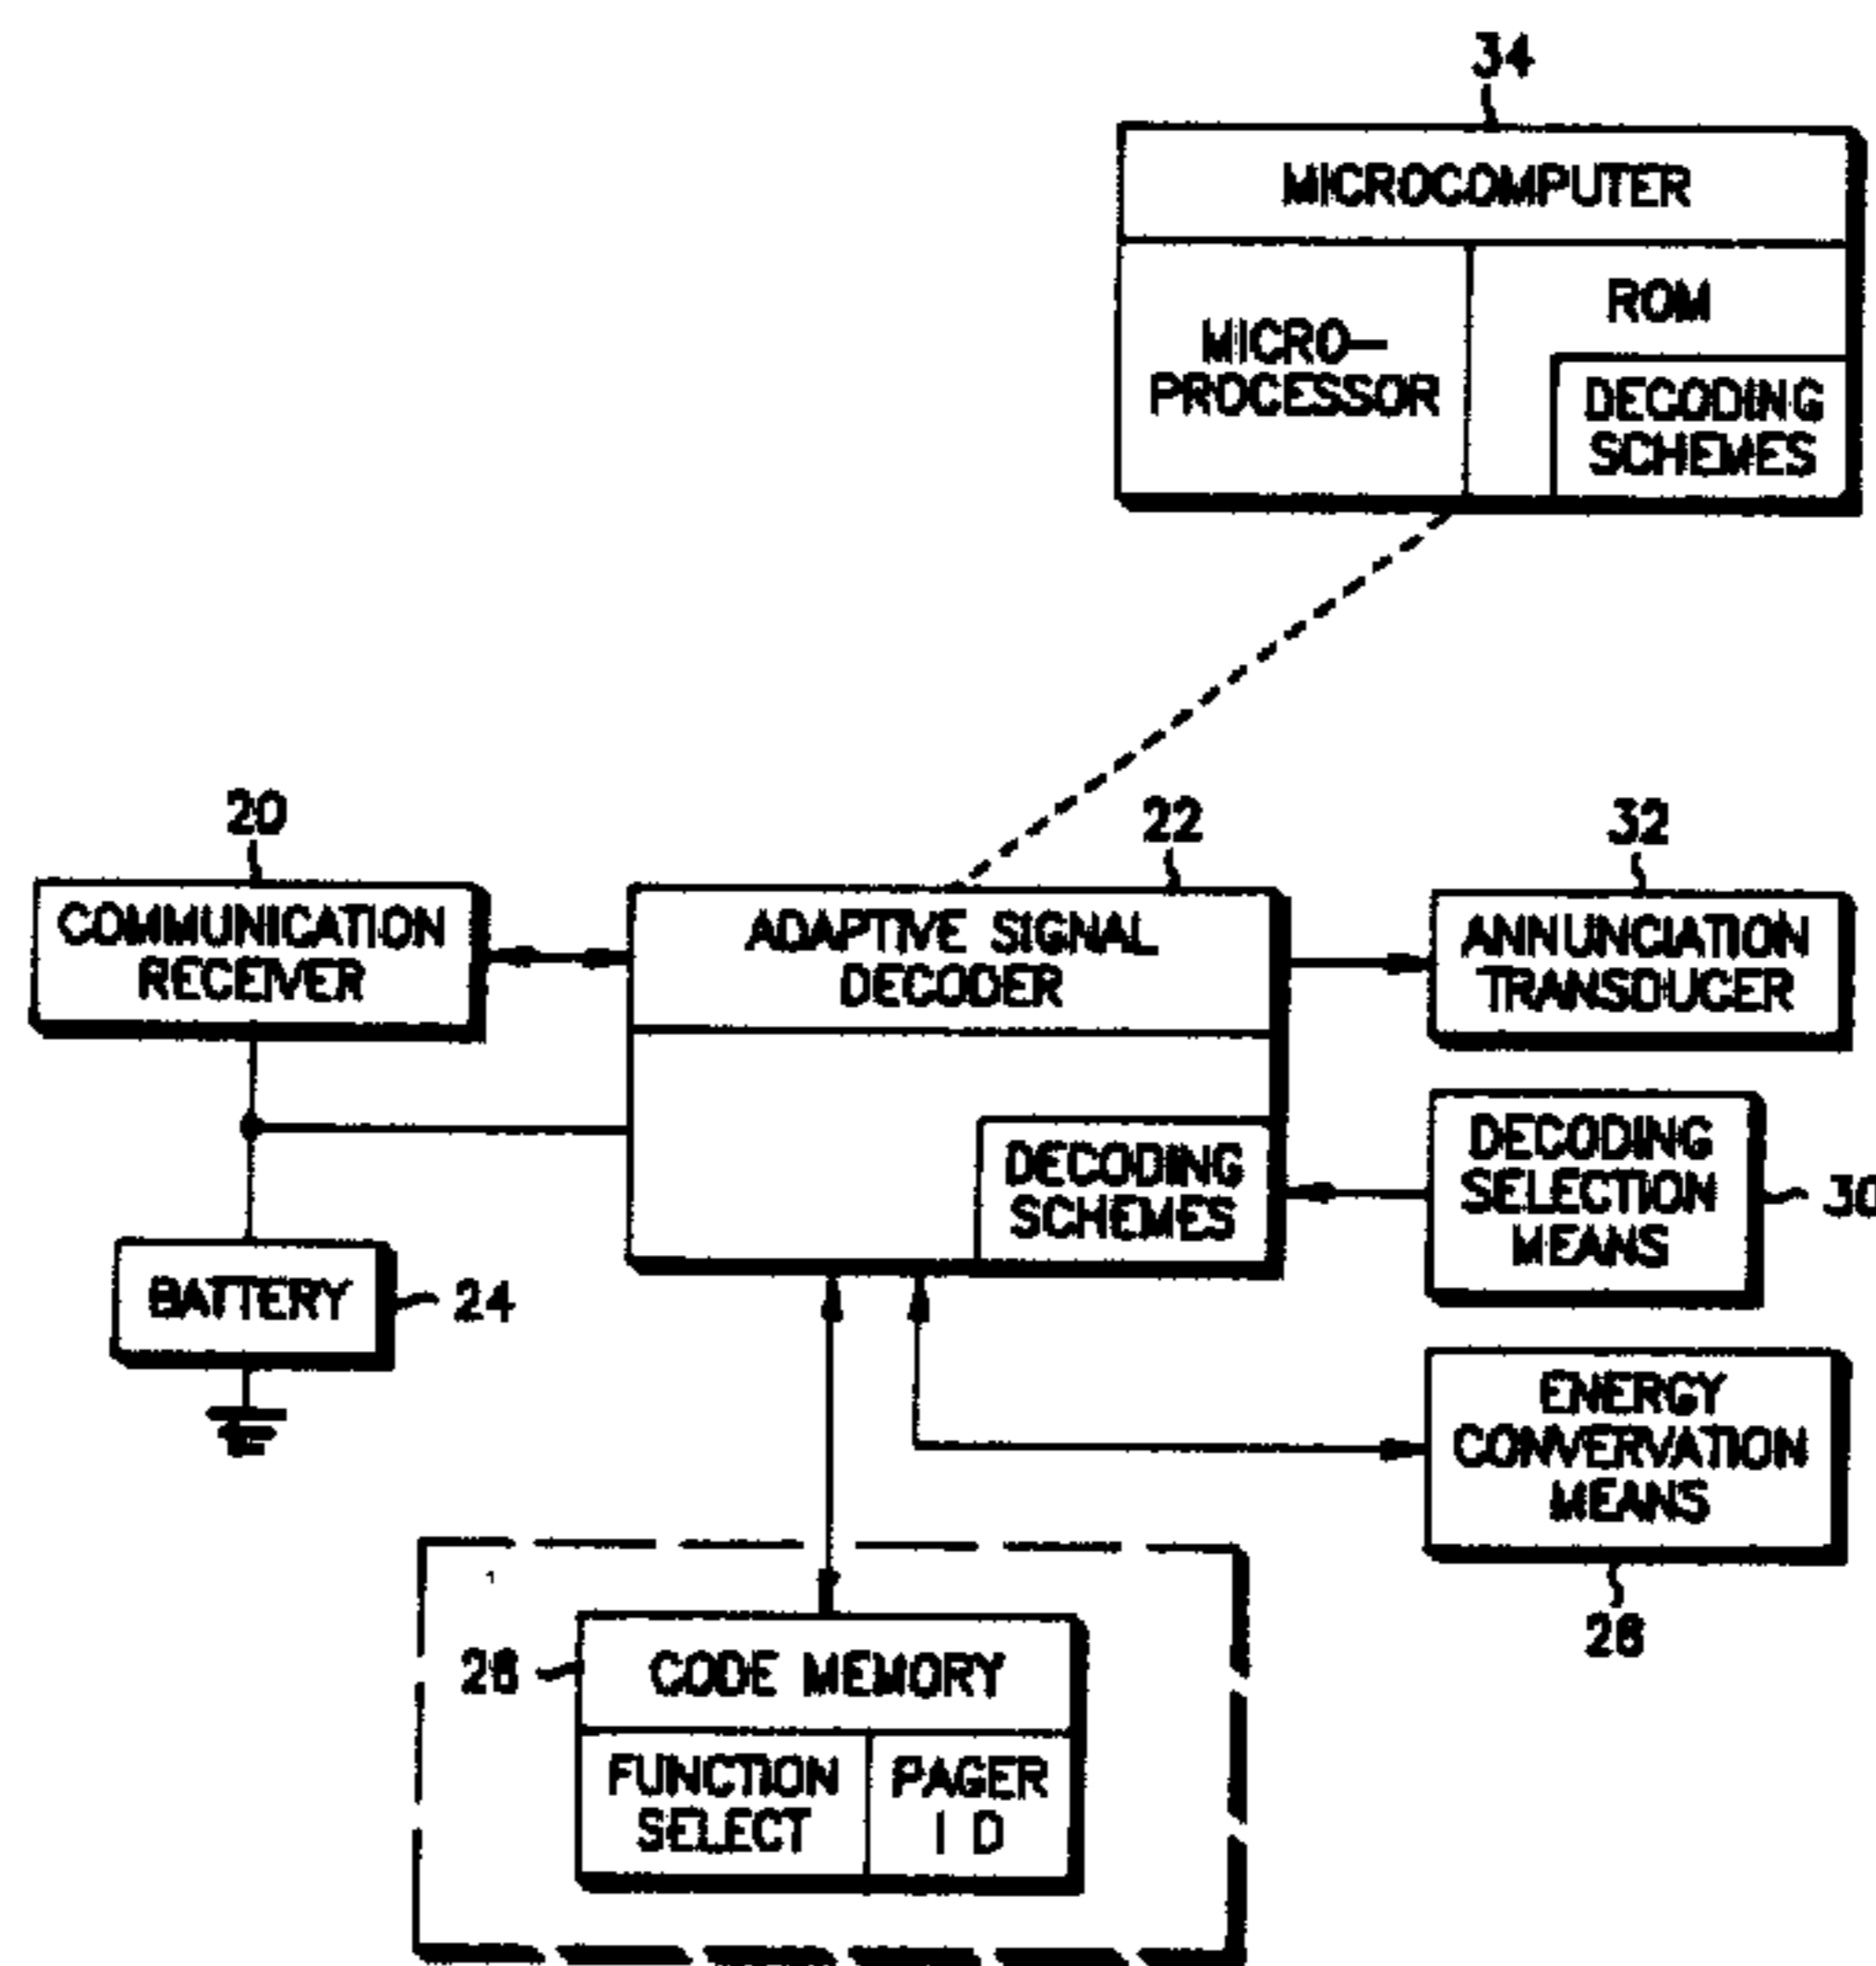 34
MICROCOMPUTER
MICRO-
PROCESSOR
ROM
DECODING
SCHEMES
20
COMMUNICATION
RECEIVER
22
ADAPTIVE SIGNAL
DECODER
DECODING
SCHEMES
32
ANNUNCIATION
TRANSDUCER
DECODING
SELECTION
MEANS
30
BATTERY
24
ENERGY
CONVERVATION
MEANS
26
28
CODE MEMORY
FUNCTION
SELECT
PAGER
I D